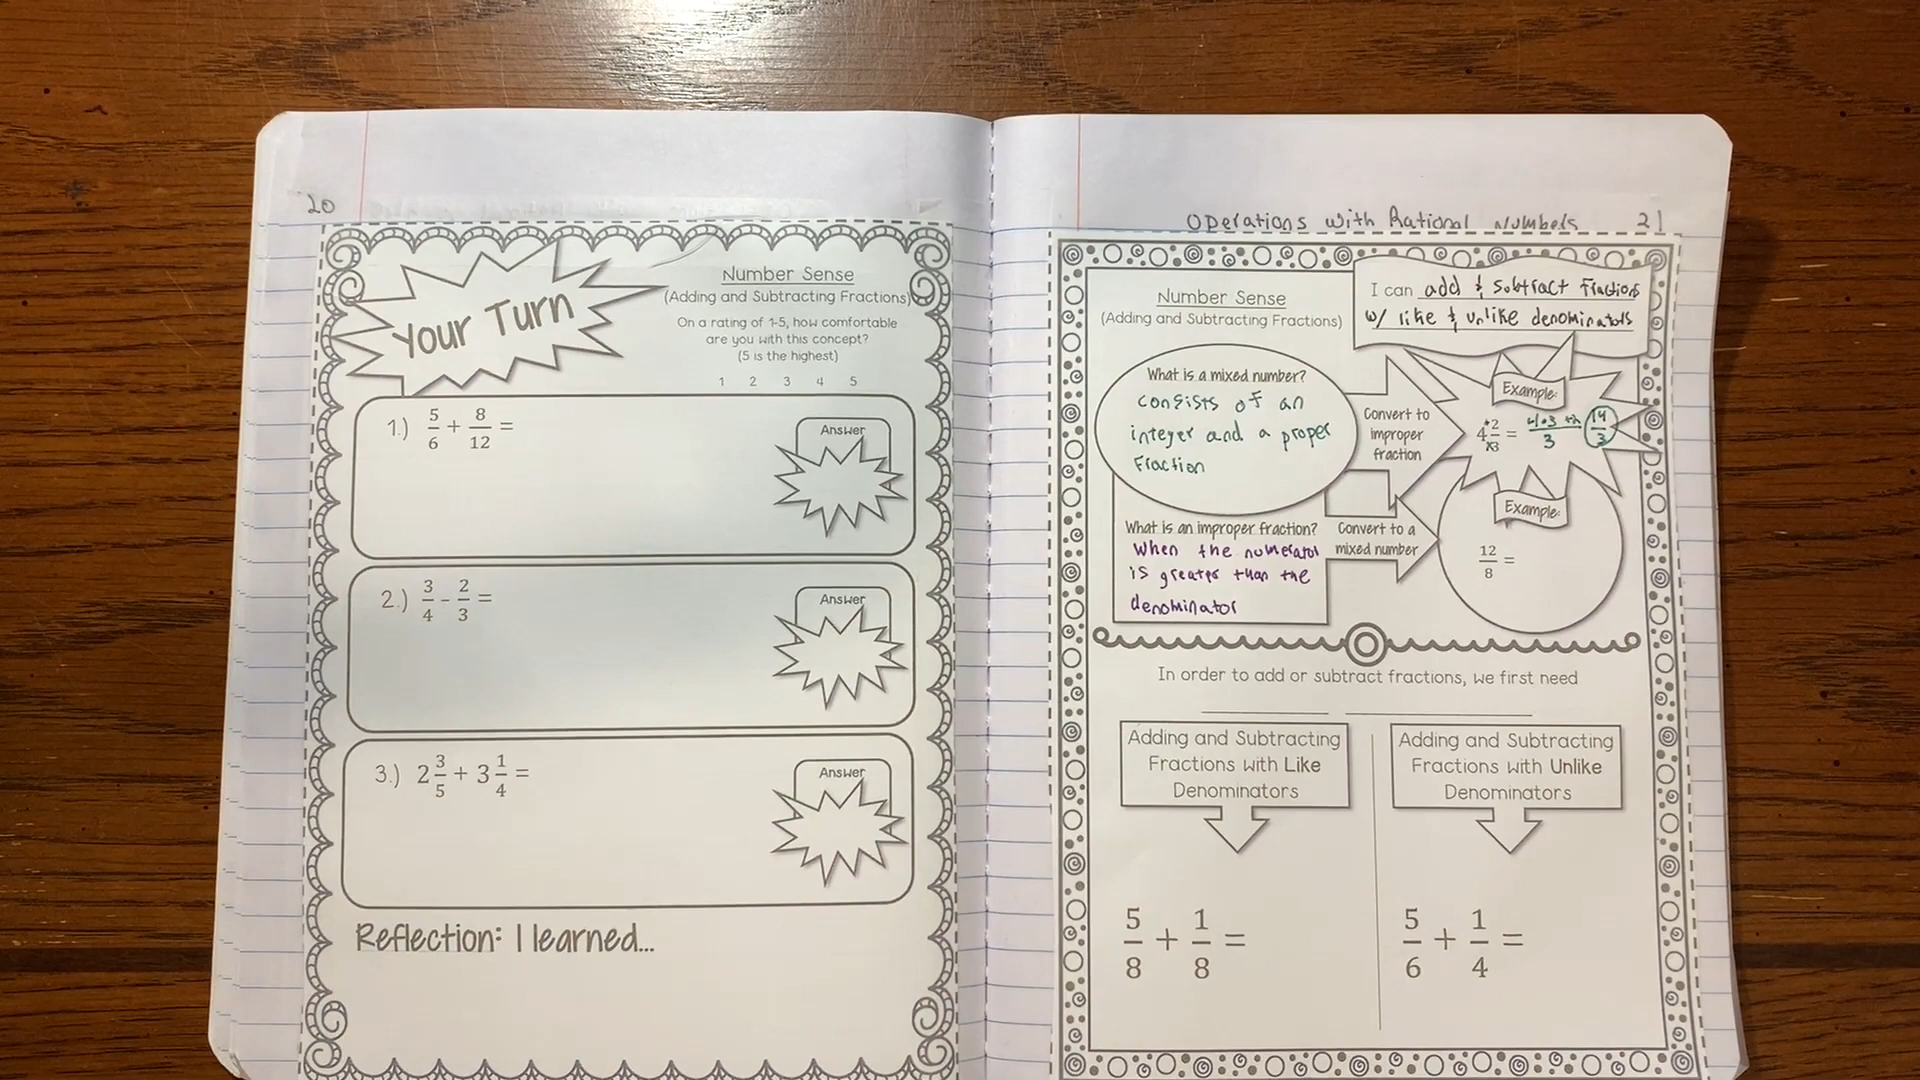 20
Your Turn
Number Sense
(Adding and Subtracting Fractions)
On a rating of 1-5, how comfortable
are you with this concept?
(5 is the highest)
1 2 3 4 5
1.) 5/6 + 8/12 =
Answer
2.) 3/4 - 2/3 =
Answer
3.) 2 3/5 + 3 1/4 =
Answer
Reflection: I learned...
Operations with Rational Numbers 21
Number Sense
(Adding and Subtracting Fractions)
I can add & subtract fractions
w/ like & unlike denominators
What is a mixed number?
consists of an
integer and a proper
fraction
Convert to
improper
fraction
Example:
4 +2/x3 = 4•3+2/3 14/3
What is an improper fraction?
When the numerator
is greater than the
denominator
Convert to a
mixed number
Example:
12/8 =
In order to add or subtract fractions, we first need
Adding and Subtracting
Fractions with Like
Denominators
5/8 + 1/8 =
Adding and Subtracting
Fractions with Unlike
Denominators
5/6 + 1/4 =